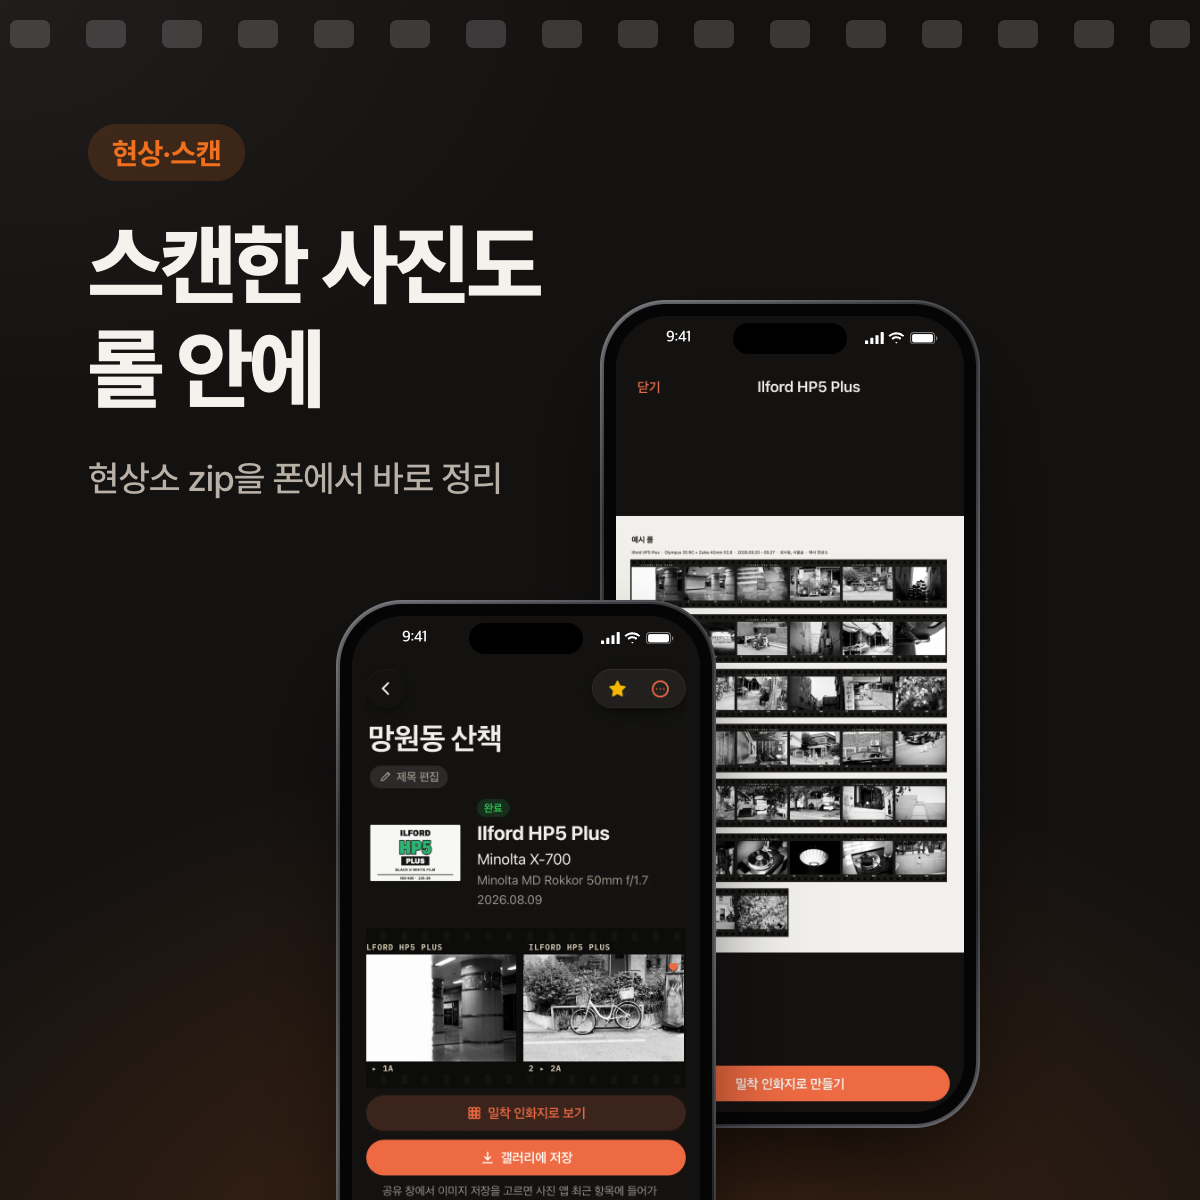 현상·스캔
스캔한 사진도
롤 안에
현상소 zip을 폰에서 바로 정리
9:41
닫기
Ilford HP5 Plus
예시 롤
밀착 인화지로 만들기
9:41
망원동 산책
제목 편집
완료
ILFORD
HP5
PLUS
BLACK & WHITE FILM
Ilford HP5 Plus
Minolta X-700
Minolta MD Rokkor 50mm f/1.7
2026.08.09
LFORD HP5 PLUS
ILFORD HP5 PLUS
▸ 1A
2 ▸ 2A
밀착 인화지로 보기
갤러리에 저장
공유 창에서 이미지 저장을 고르면 사진 앱 최근 항목에 들어가